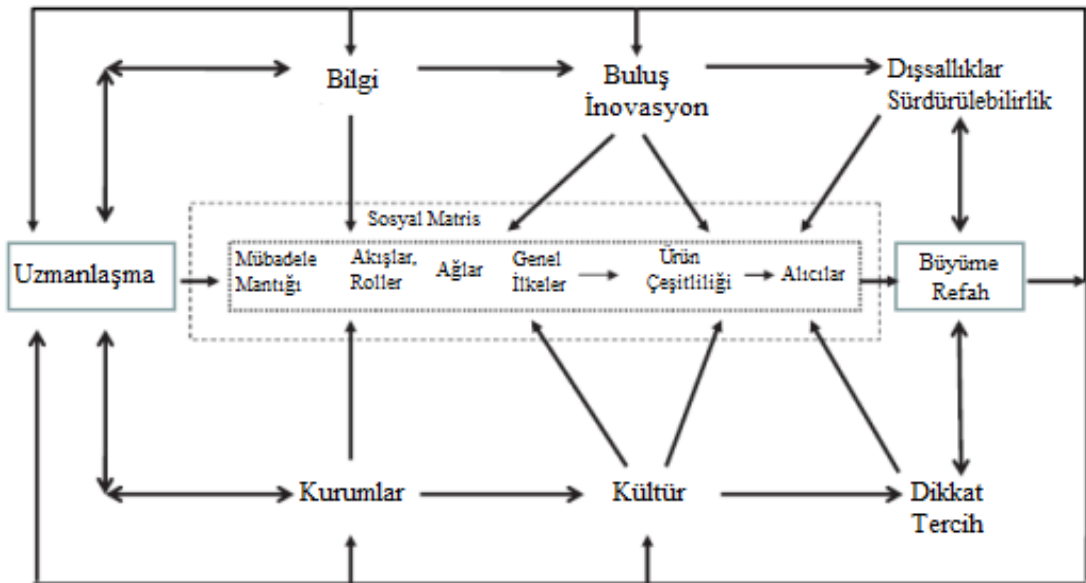 Bilgi
Buluş
İnovasyon
Dışsallıklar
Sürdürülebilirlik
Sosyal Matris
Uzmanlaşma
Mübadele
Mantığı
Akışlar,
Roller
Ağlar
Genel
İlkeler
Ürün
Çeşitliliği
Alıcılar
Büyüme
Refah
Kurumlar
Kültür
Dikkat
Tercih